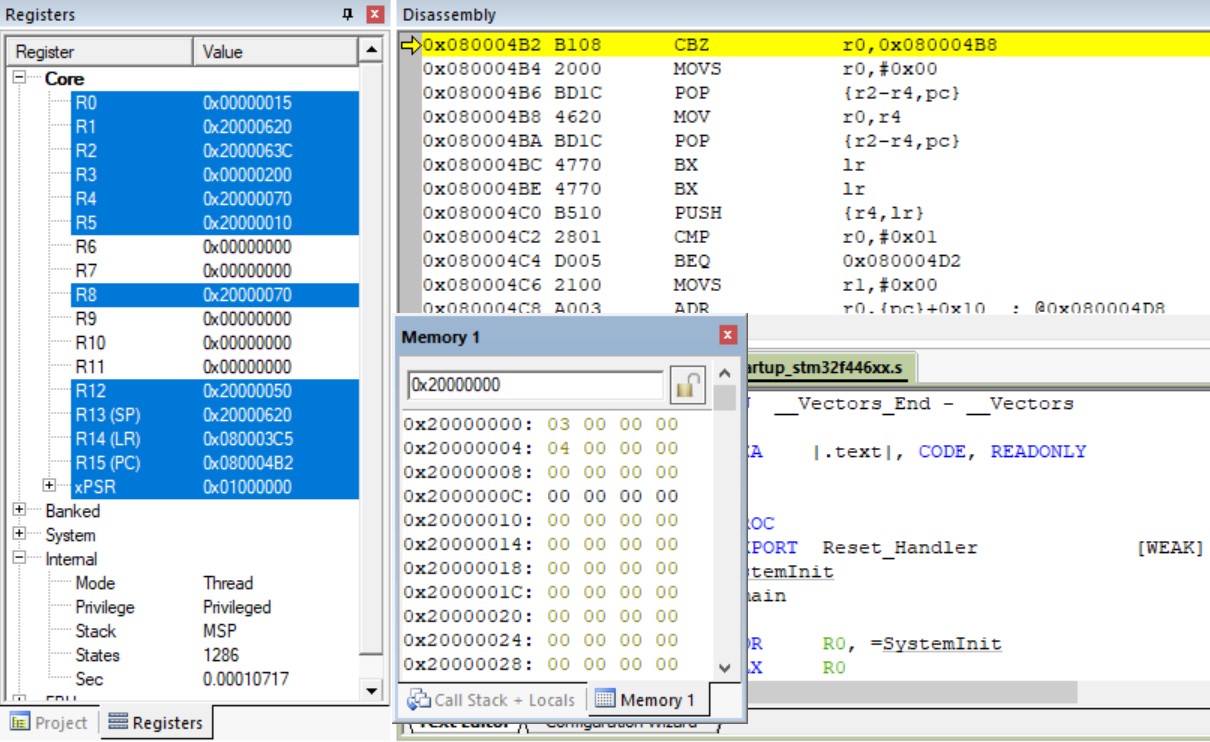 Registers
Register Value
Core
R0 0x00000015
R1 0x20000620
R2 0x2000063C
R3 0x00000200
R4 0x20000070
R5 0x20000010
R6 0x00000000
R7 0x00000000
R8 0x20000070
R9 0x00000000
R10 0x00000000
R11 0x00000000
R12 0x20000050
R13 (SP) 0x20000620
R14 (LR) 0x080003C5
R15 (PC) 0x080004B2
xPSR 0x01000000
Banked
System
Internal
Mode Thread
Privilege Privileged
Stack MSP
States 1286
Sec 0.00010717
Project Registers
Disassembly
0x080004B2 B108 CBZ r0,0x080004B8
0x080004B4 2000 MOVS r0,#0x00
0x080004B6 BD1C POP {r2-r4,pc}
0x080004B8 4620 MOV r0,r4
0x080004BA BD1C POP {r2-r4,pc}
0x080004BC 4770 BX lr
0x080004BE 4770 BX lr
0x080004C0 B510 PUSH {r4,lr}
0x080004C2 2801 CMP r0,#0x01
0x080004C4 D005 BEQ 0x080004D2
0x080004C6 2100 MOVS r1,#0x00
0x080004C8 A003 ADR r0,{pc}+0x10 ; @0x080004D8
Memory 1
0x20000000
0x20000000: 03 00 00 00
0x20000004: 04 00 00 00
0x20000008: 00 00 00 00
0x2000000C: 00 00 00 00
0x20000010: 00 00 00 00
0x20000014: 00 00 00 00
0x20000018: 00 00 00 00
0x2000001C: 00 00 00 00
0x20000020: 00 00 00 00
0x20000024: 00 00 00 00
0x20000028: 00 00 00 00
Call Stack + Locals Memory 1
artup_stm32f446xx.s
__Vectors_End - __Vectors
A |.text|, CODE, READONLY
OC
PORT Reset_Handler [WEAK]
stemInit
ain
R R0, =SystemInit
X R0
Text Editor Configuration Wizard